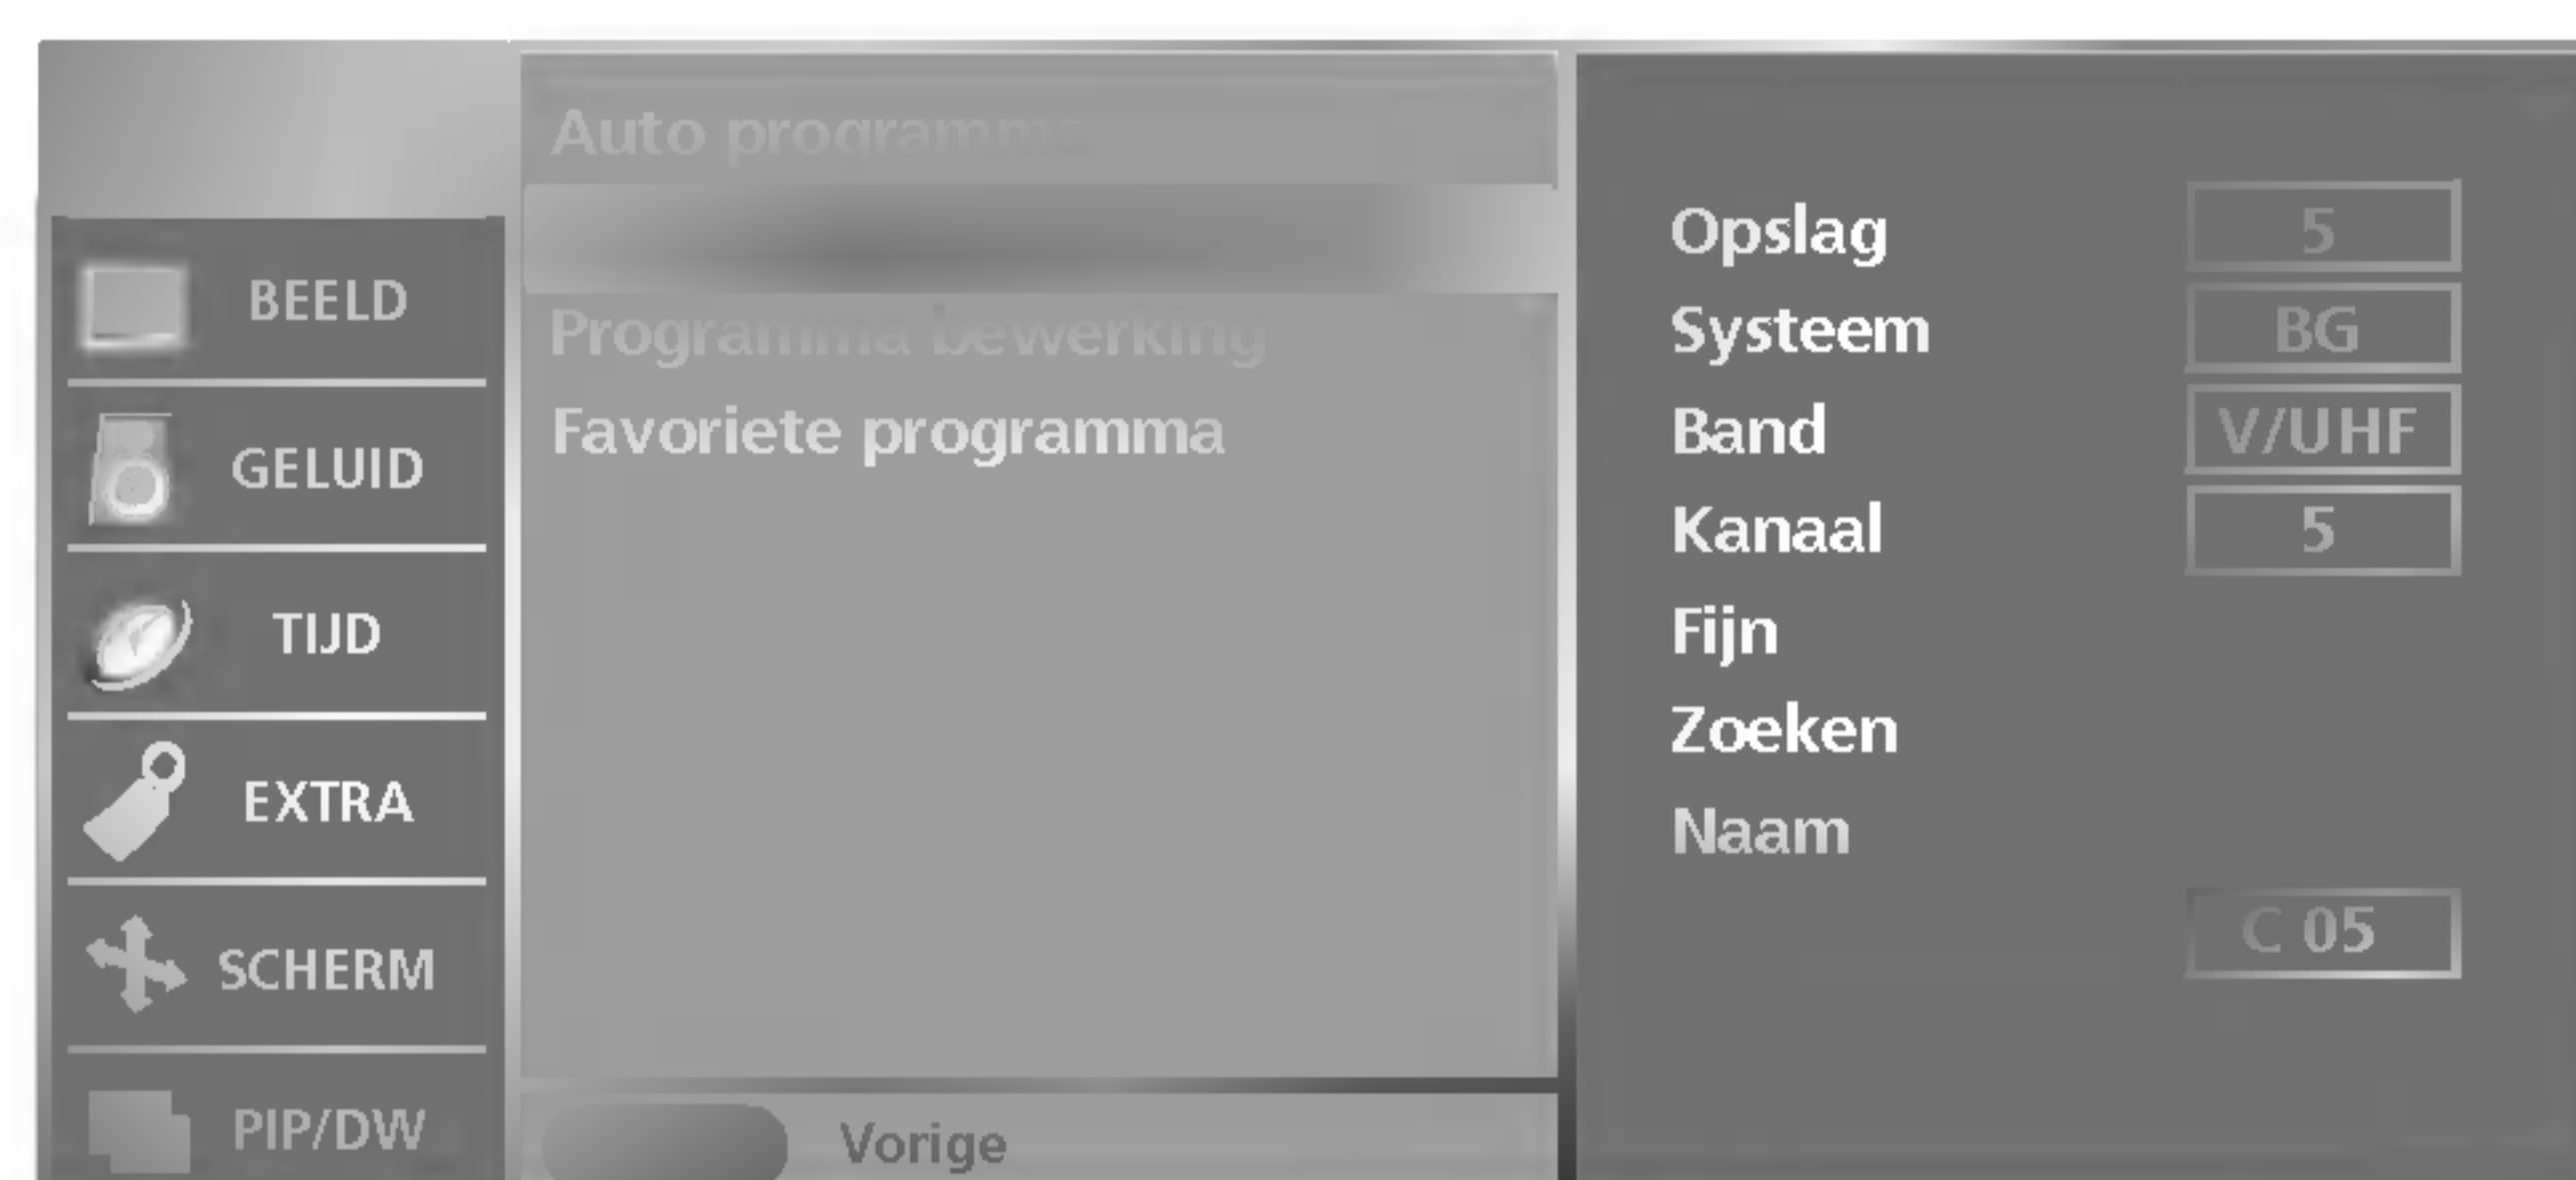 BEELD
GELUID
TIJD
EXTRA
SCHERM
PIP/DW
Auto programma
Programma bewerking
Favoriete programma
Vorige
Opslag 5
Systeem BG
Band V/UHF
Kanaal 5
Fijn
Zoeken
Naam
C 05